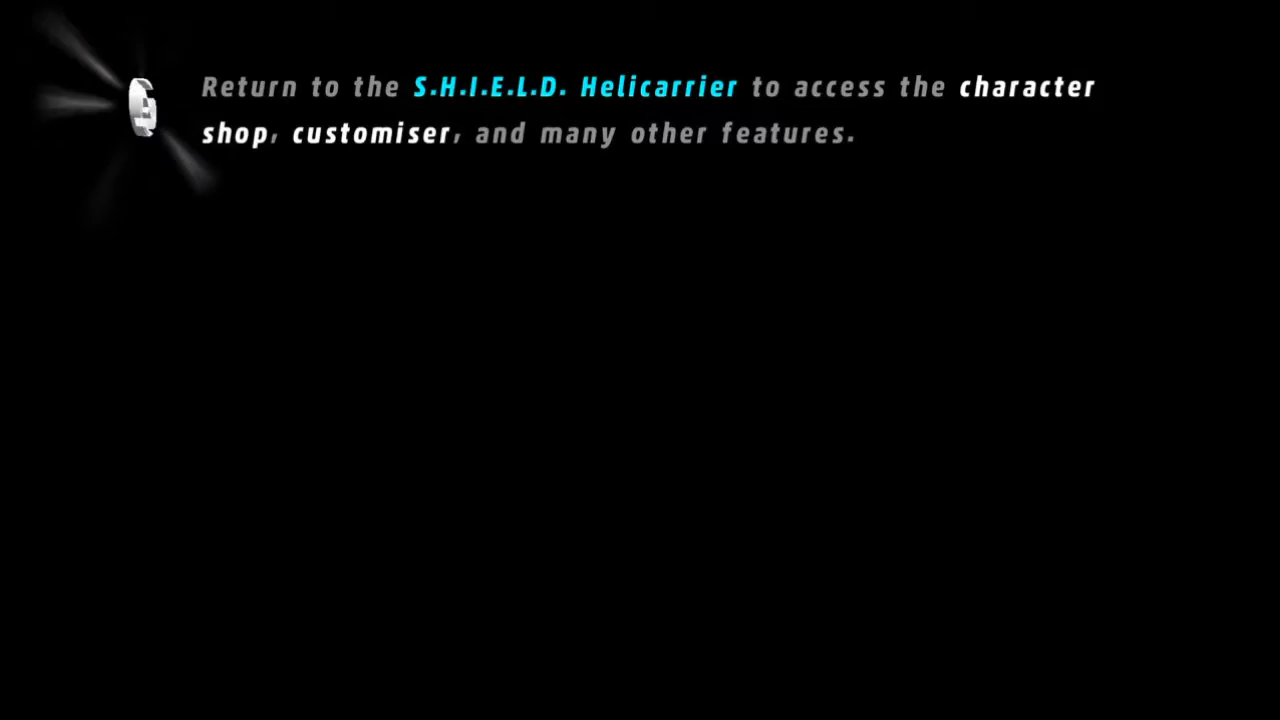 Return to the S.H.I.E.L.D. Helicarrier to access the character
shop, customiser, and many other features.